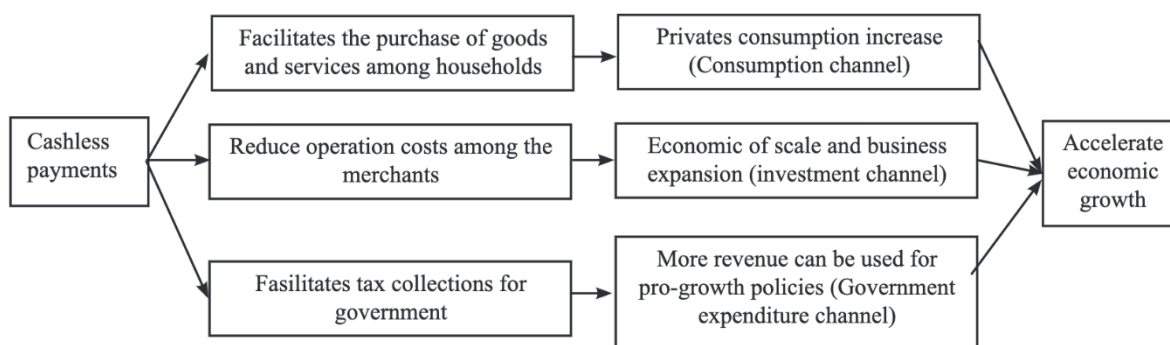 Cashless
payments
Facilitates the purchase of goods
and services among households
Privates consumption increase
(Consumption channel)
Reduce operation costs among the
merchants
Economic of scale and business
expansion (investment channel)
Fasilitates tax collections for
government
More revenue can be used for
pro-growth policies (Government
expenditure channel)
Accelerate
economic
growth